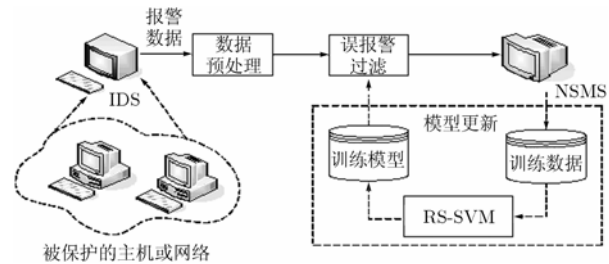 报警
数据
数据
预处理
误报警
过滤
IDS
NSMS
模型更新
训练模型
训练数据
RS-SVM
被保护的主机或网络